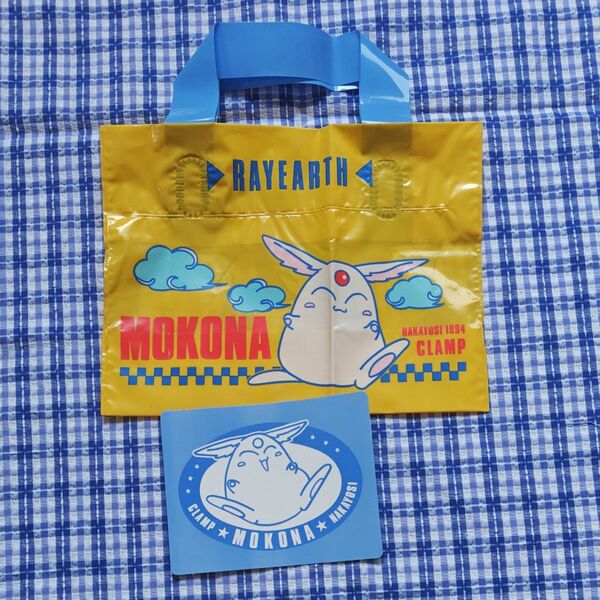 RAYEARTH
MOKONA
NAKAYOSI 1994
CLAMP
CLAMP ★ MOKONA ★ NAKAYOSI